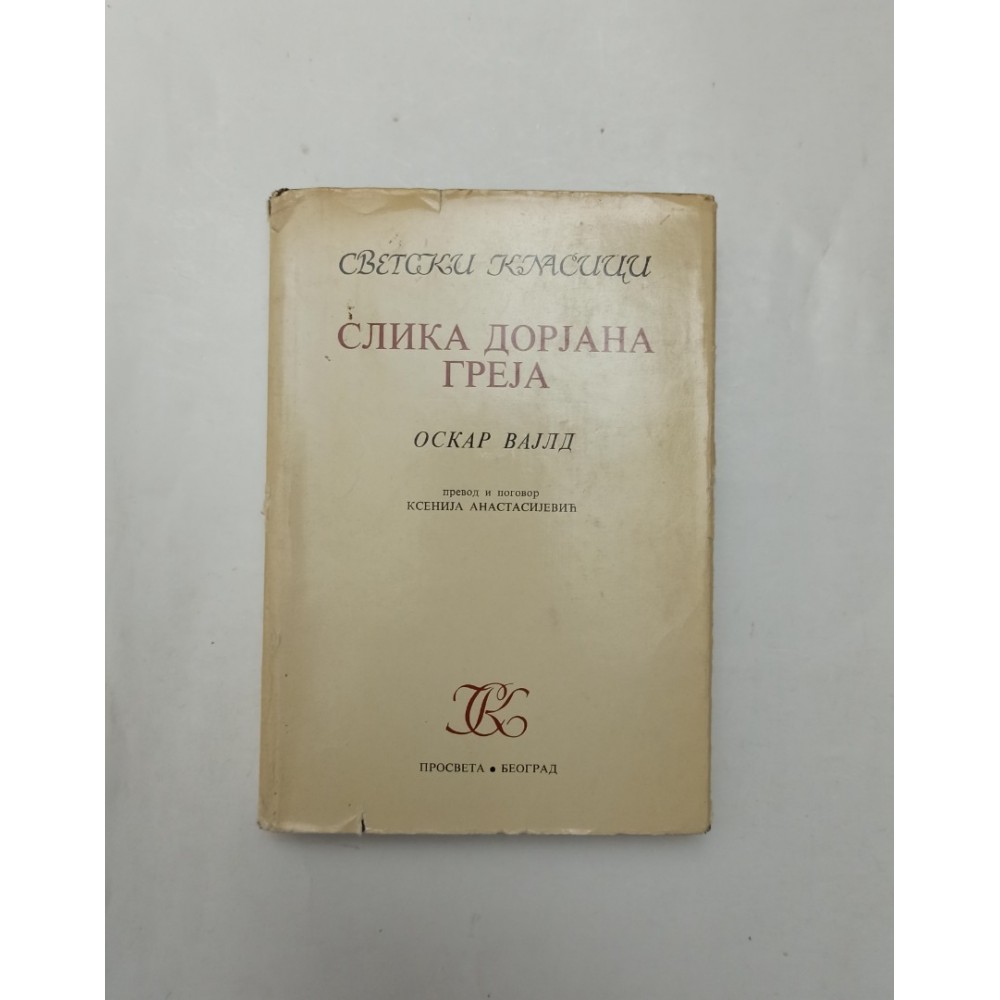 СВЕТСКИ КЛАСИЦИ
СЛИКА ДОРЈАНА
ГРЕЈА
ОСКАР ВАЈЛД
превод и поговор
КСЕНИЈА АНАСТАСИЈЕВИЋ
СК
ПРОСВЕТА • БЕОГРАД